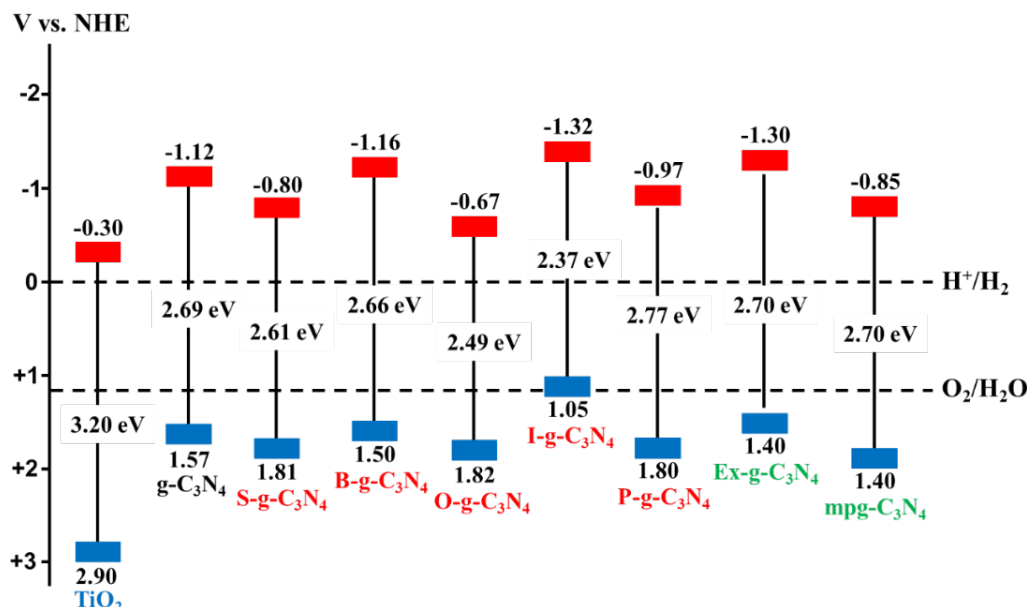 V vs. NHE
-2
-1
0
+1
+2
+3
-0.30
3.20 eV
2.90
TiO₂
-1.12
2.69 eV
1.57
g-C₃N₄
-0.80
2.61 eV
1.81
S-g-C₃N₄
-1.16
2.66 eV
1.50
B-g-C₃N₄
-0.67
2.49 eV
1.82
O-g-C₃N₄
-1.32
2.37 eV
1.05
I-g-C₃N₄
-0.97
2.77 eV
1.80
P-g-C₃N₄
-1.30
2.70 eV
1.40
Ex-g-C₃N₄
-0.85
2.70 eV
1.40
mpg-C₃N₄
H⁺/H₂
O₂/H₂O